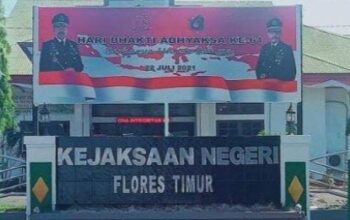 HARI BHAKTI ADHYAKSA KE-61
22 JULI 2021
KEJAKSAAN NEGERI
FLORES TIMUR